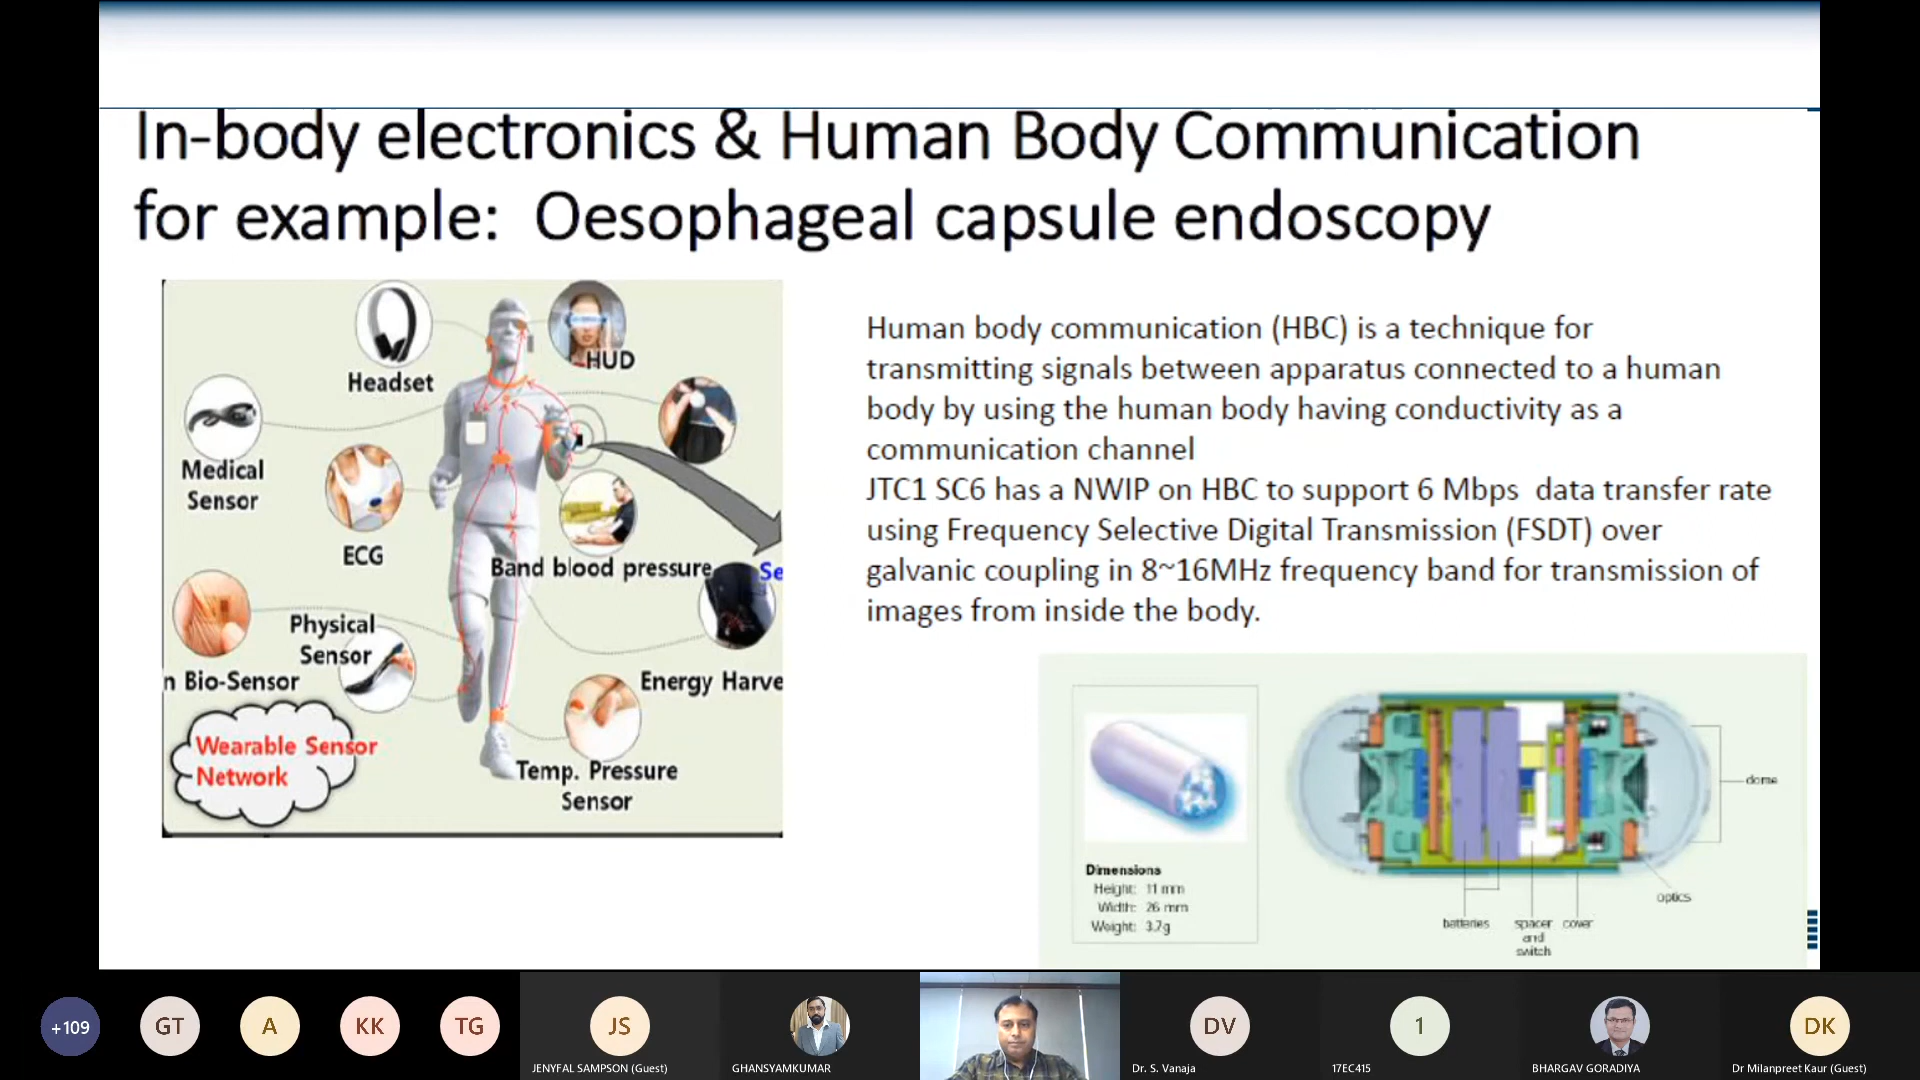 In-body electronics & Human Body Communication
for example: Oesophageal capsule endoscopy
Headset
HUD
Medical
Sensor
ECG
Band blood pressure
Se
Physical
Sensor
n Bio-Sensor
Energy Harve
Wearable Sensor
Network
Temp. Pressure
Sensor
Human body communication (HBC) is a technique for
transmitting signals between apparatus connected to a human
body by using the human body having conductivity as a
communication channel
JTC1 SC6 has a NWIP on HBC to support 6 Mbps data transfer rate
using Frequency Selective Digital Transmission (FSDT) over
galvanic coupling in 8~16MHz frequency band for transmission of
images from inside the body.
Dimensions
Height: 11 mm
Width: 26 mm
Weight: 3.7g
dome
optics
batteries
spacer
and
switch
cover
+109
GT
A
KK
TG
JS
JENYFAL SAMPSON (Guest)
GHANSYAMKUMAR
DV
Dr. S. Vanaja
1
17EC415
BHARGAV GORADIYA
DK
Dr Milanpreet Kaur (Guest)